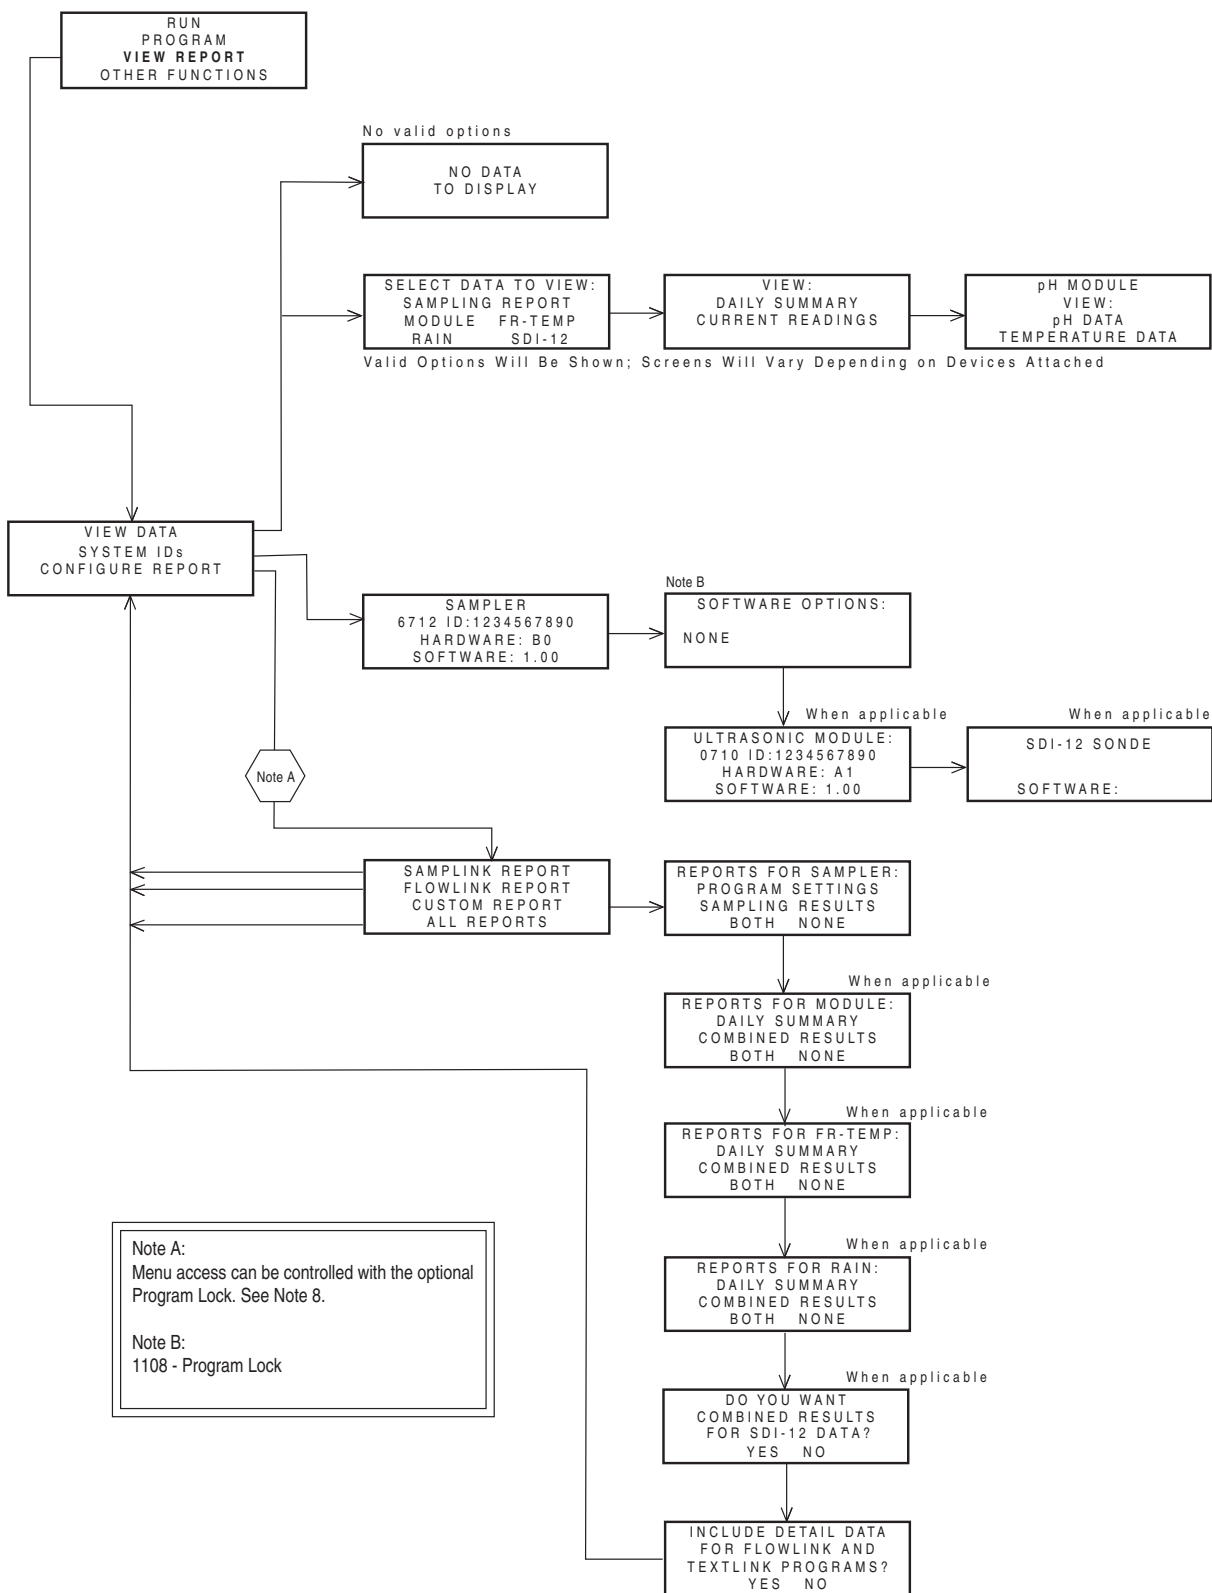 RUN
PROGRAM
VIEW REPORT
OTHER FUNCTIONS
No valid options
NO DATA
TO DISPLAY
SELECT DATA TO VIEW:
SAMPLING REPORT
MODULE FR-TEMP
RAIN SDI-12
VIEW:
DAILY SUMMARY
CURRENT READINGS
pH MODULE
VIEW:
pH DATA
TEMPERATURE DATA
Valid Options Will Be Shown; Screens Will Vary Depending on Devices Attached
VIEW DATA
SYSTEM IDs
CONFIGURE REPORT
SAMPLER
6712 ID:1234567890
HARDWARE: B0
SOFTWARE: 1.00
Note B
SOFTWARE OPTIONS:
NONE
When applicable
ULTRASONIC MODULE:
0710 ID:1234567890
HARDWARE: A1
SOFTWARE: 1.00
When applicable
SDI-12 SONDE
SOFTWARE:
Note A
SAMPLINK REPORT
FLOWLINK REPORT
CUSTOM REPORT
ALL REPORTS
REPORTS FOR SAMPLER:
PROGRAM SETTINGS
SAMPLING RESULTS
BOTH NONE
When applicable
REPORTS FOR MODULE:
DAILY SUMMARY
COMBINED RESULTS
BOTH NONE
When applicable
REPORTS FOR FR-TEMP:
DAILY SUMMARY
COMBINED RESULTS
BOTH NONE
When applicable
REPORTS FOR RAIN:
DAILY SUMMARY
COMBINED RESULTS
BOTH NONE
When applicable
DO YOU WANT
COMBINED RESULTS
FOR SDI-12 DATA?
YES NO
INCLUDE DETAIL DATA
FOR FLOWLINK AND
TEXTLINK PROGRAMS?
YES NO
Note A:
Menu access can be controlled with the optional
Program Lock. See Note 8.
Note B:
1108 - Program Lock